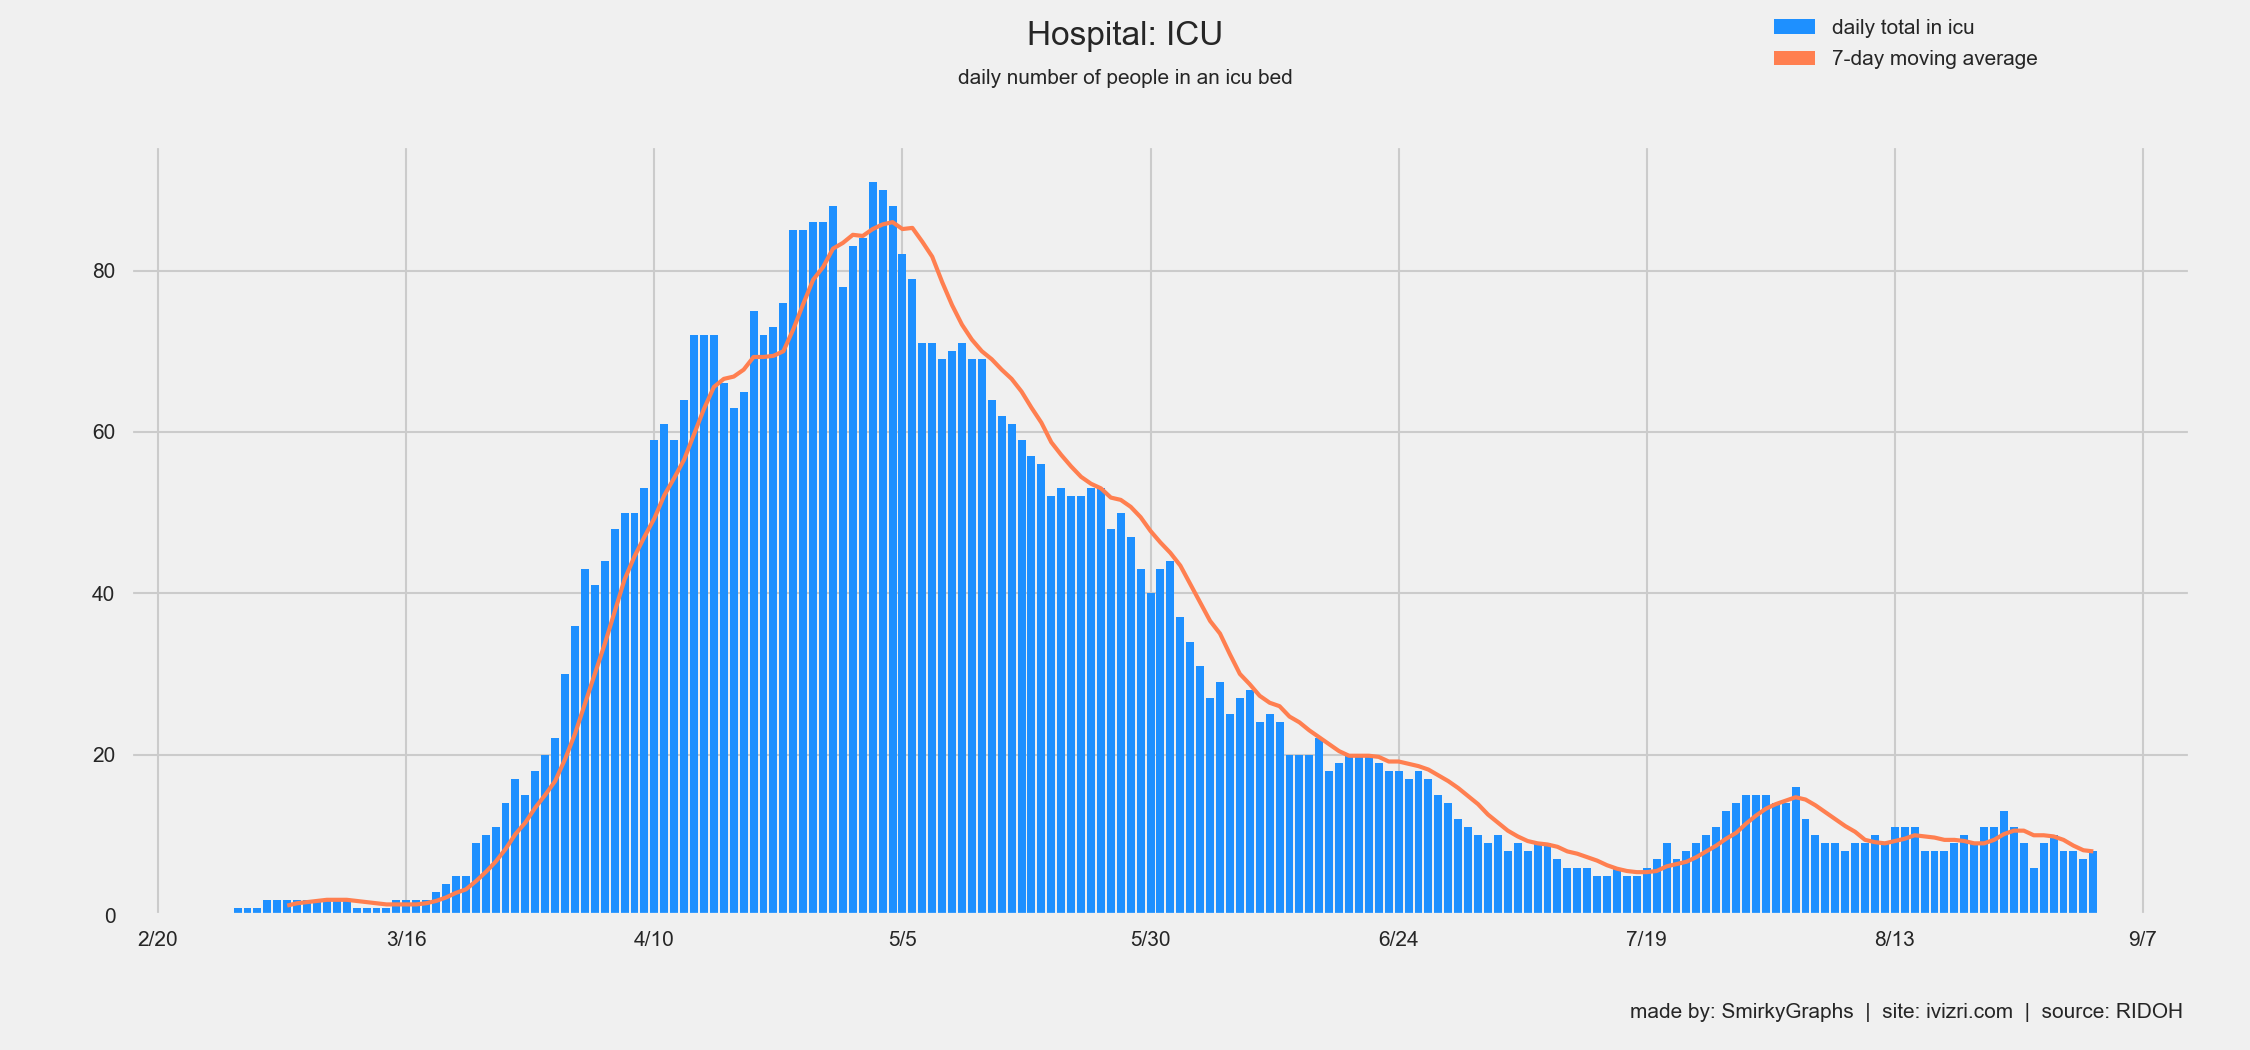 Hospital: ICU
daily number of people in an icu bed
daily total in icu
7-day moving average
80
60
40
20
0
2/20 3/16 4/10 5/5 5/30 6/24 7/19 8/13 9/7
made by: SmirkyGraphs | site: ivizri.com | source: RIDOH